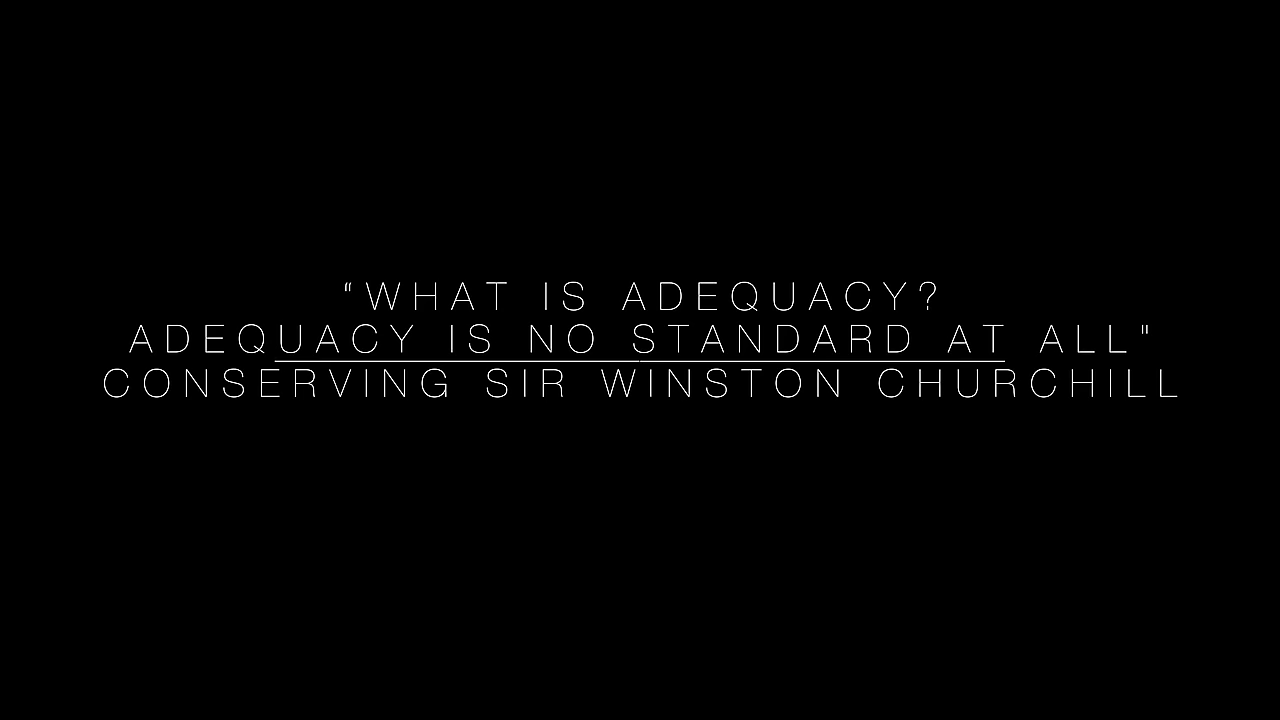 “WHAT IS ADEQUACY?
ADEQUACY IS NO STANDARD AT ALL"
CONSERVING SIR WINSTON CHURCHILL